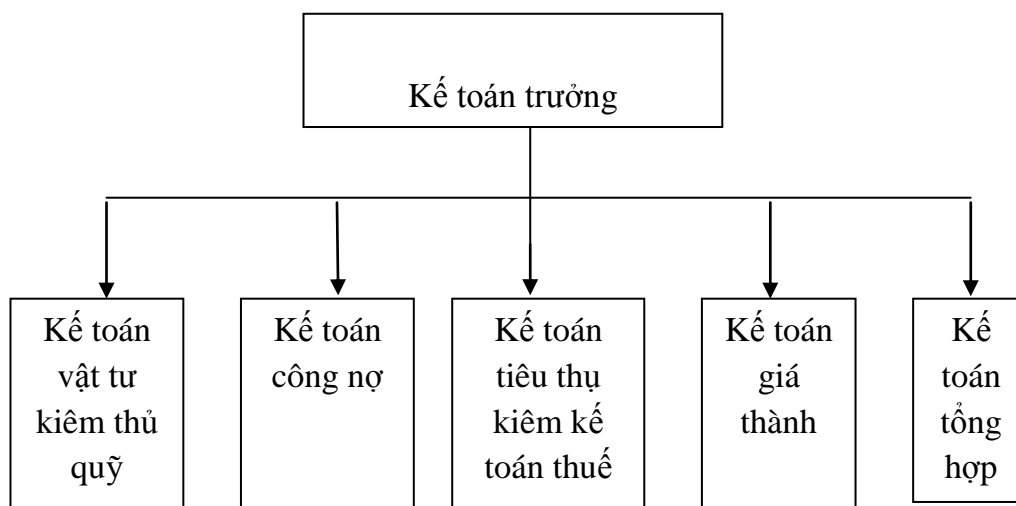 Kế toán trưởng
Kế toán
vật tư
kiêm thủ
quỹ
Kế toán
công nợ
Kế toán
tiêu thụ
kiêm kế
toán thuế
Kế toán
giá
thành
Kế
toán
tổng
hợp